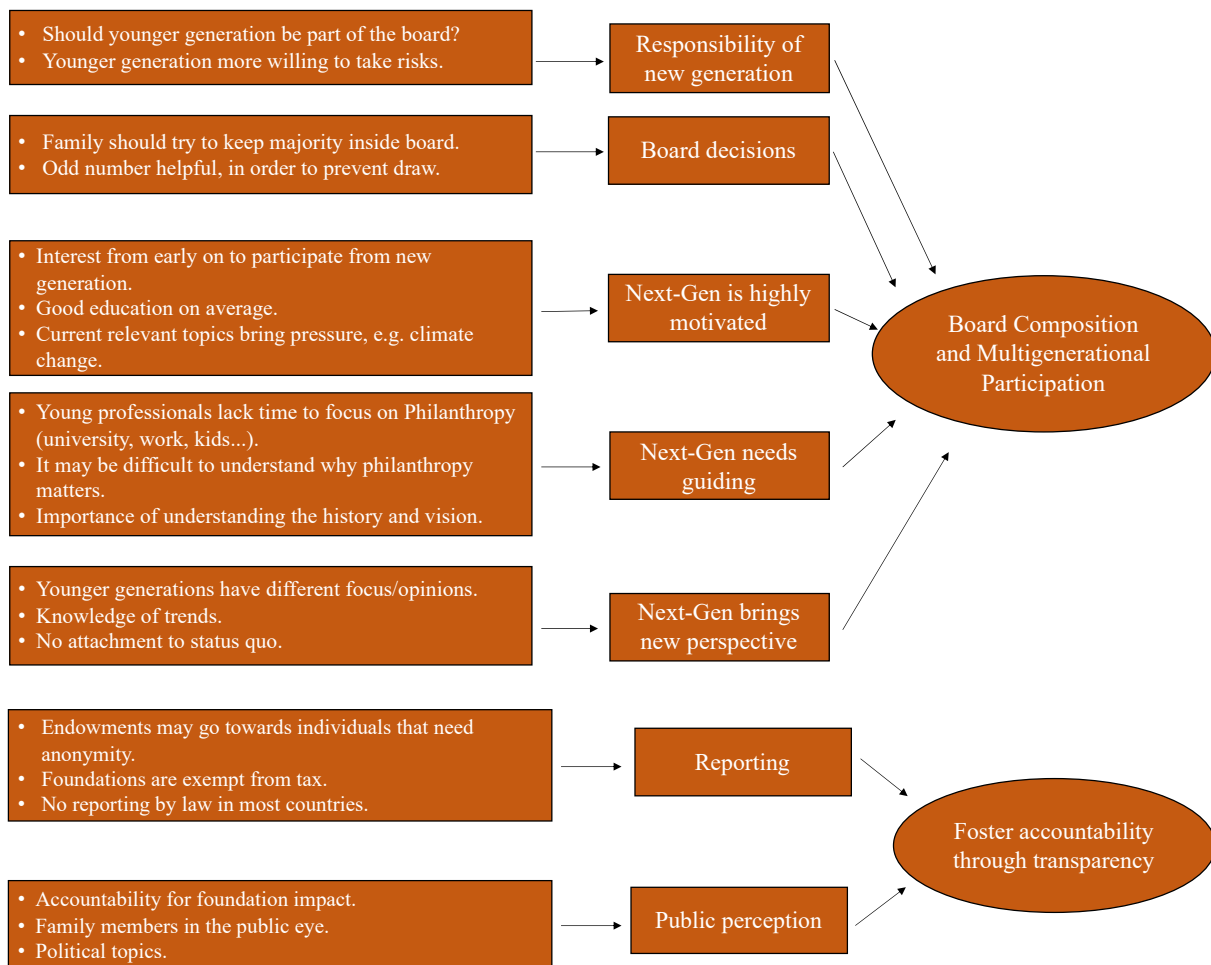 • Should younger generation be part of the board?
• Younger generation more willing to take risks.
Responsibility of
new generation
• Family should try to keep majority inside board.
• Odd number helpful, in order to prevent draw.
Board decisions
• Interest from early on to participate from new
generation.
• Good education on average.
• Current relevant topics bring pressure, e.g. climate
change.
Next-Gen is highly
motivated
Board Composition
and Multigenerational
Participation
• Young professionals lack time to focus on Philanthropy
(university, work, kids...).
• It may be difficult to understand why philanthropy
matters.
• Importance of understanding the history and vision.
Next-Gen needs
guiding
• Younger generations have different focus/opinions.
• Knowledge of trends.
• No attachment to status quo.
Next-Gen brings
new perspective
• Endowments may go towards individuals that need
anonymity.
• Foundations are exempt from tax.
• No reporting by law in most countries.
Reporting
Foster accountability
through transparency
• Accountability for foundation impact.
• Family members in the public eye.
• Political topics.
Public perception